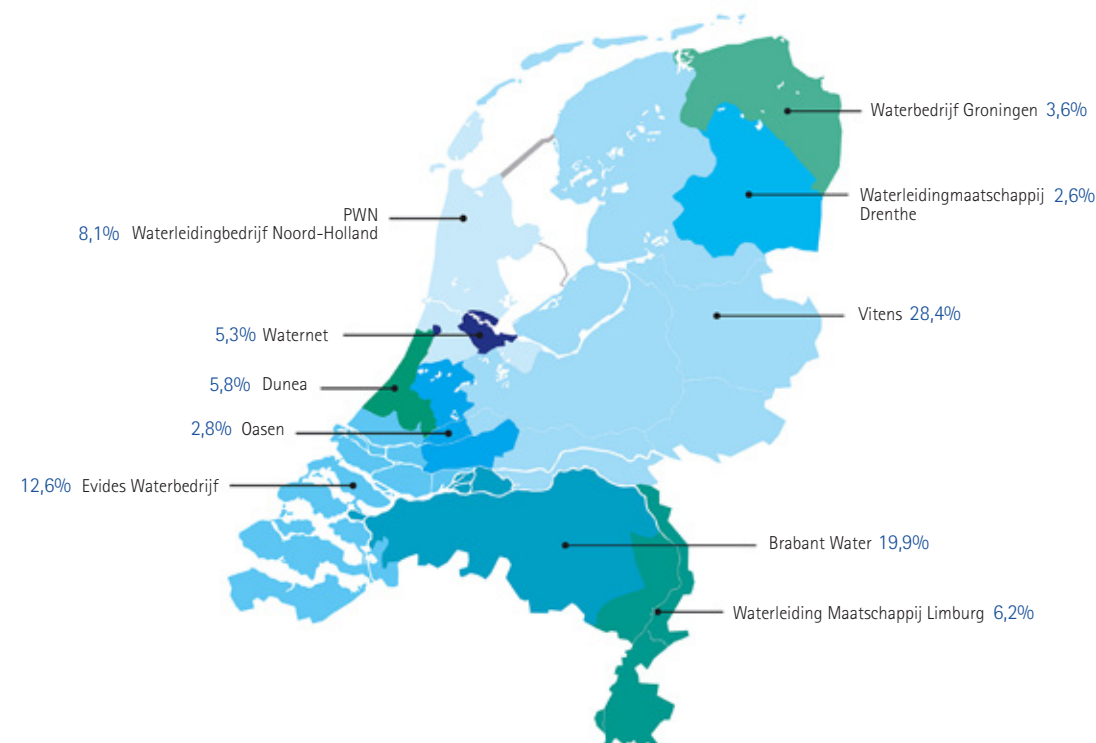 Waterbedrijf Groningen 3,6%
Waterleidingmaatschappij 2,6%
Drenthe
PWN
8,1% Waterleidingbedrijf Noord-Holland
Vitens 28,4%
5,3% Waternet
5,8% Dunea
2,8% Oasen
12,6% Evides Waterbedrijf
Brabant Water 19,9%
Waterleiding Maatschappij Limburg 6,2%